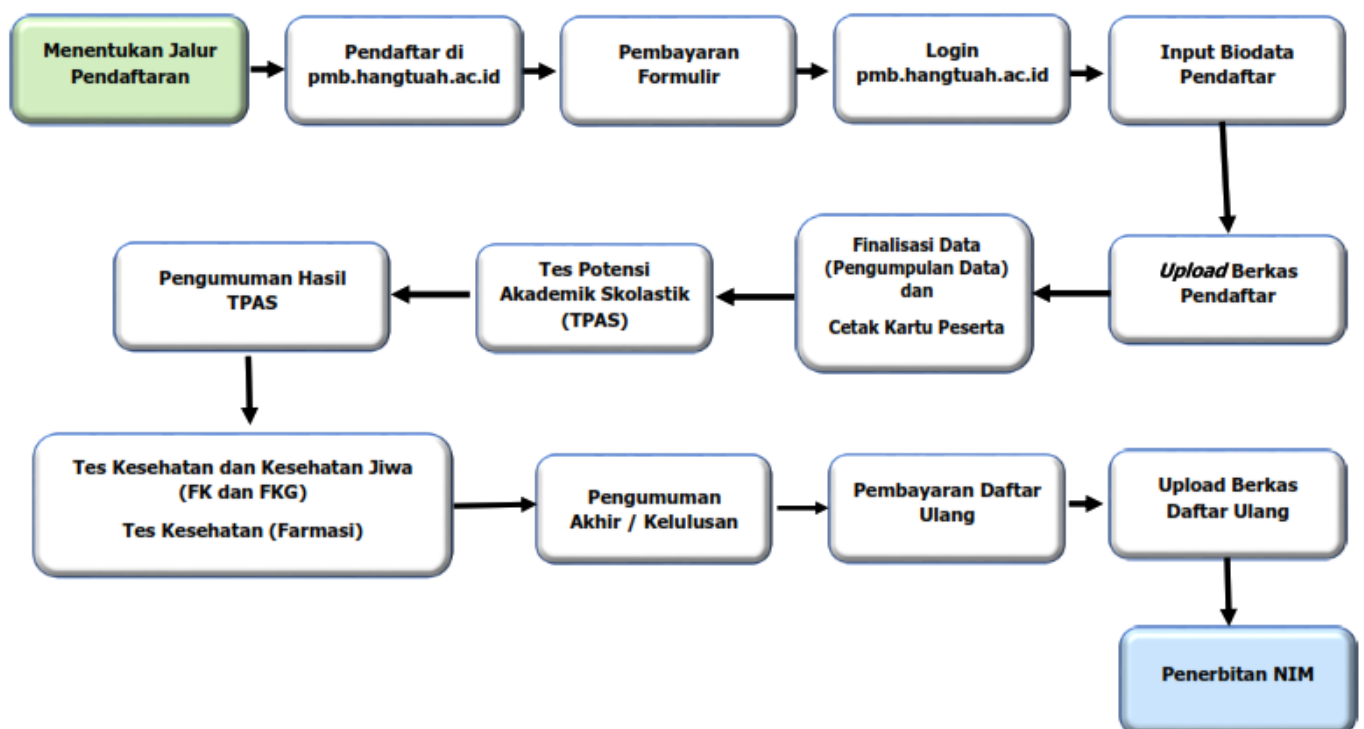 Menentukan Jalur
Pendaftaran
Pendaftar di
pmb.hangtuah.ac.id
Pembayaran
Formulir
Login
pmb.hangtuah.ac.id
Input Biodata
Pendaftar
Upload Berkas
Pendaftar
Finalisasi Data
(Pengumpulan Data)
dan
Cetak Kartu Peserta
Tes Potensi
Akademik Skolastik
(TPAS)
Pengumuman Hasil
TPAS
Tes Kesehatan dan Kesehatan Jiwa
(FK dan FKG)
Tes Kesehatan (Farmasi)
Pengumuman
Akhir / Kelulusan
Pembayaran Daftar
Ulang
Upload Berkas
Daftar Ulang
Penerbitan NIM